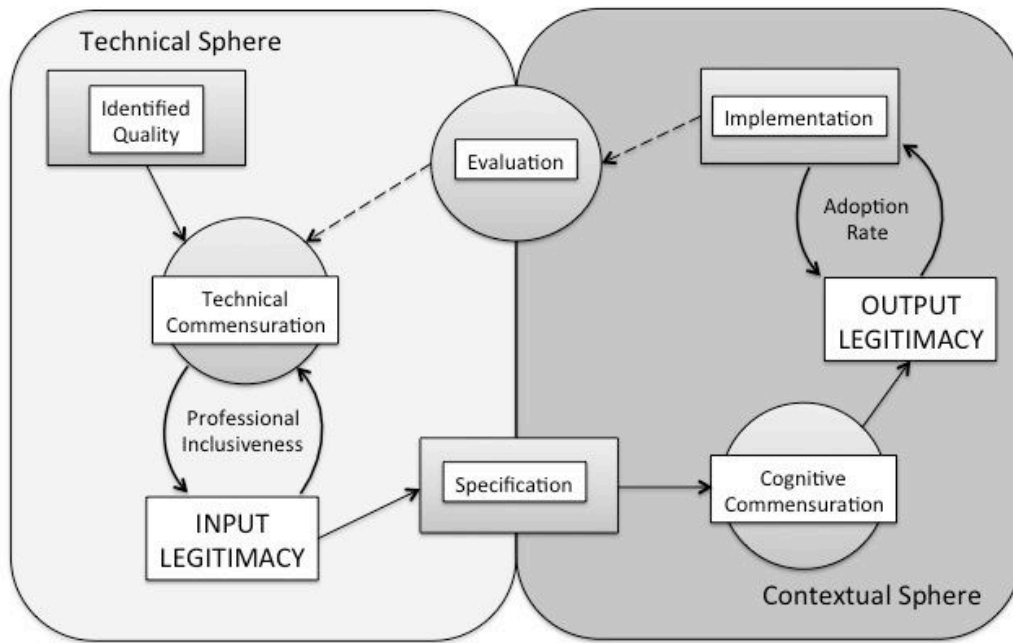 Technical Sphere
Identified
Quality
Evaluation
Implementation
Adoption
Rate
Technical
Commensuration
OUTPUT
LEGITIMACY
Professional
Inclusiveness
Specification
Cognitive
Commensuration
INPUT
LEGITIMACY
Contextual Sphere